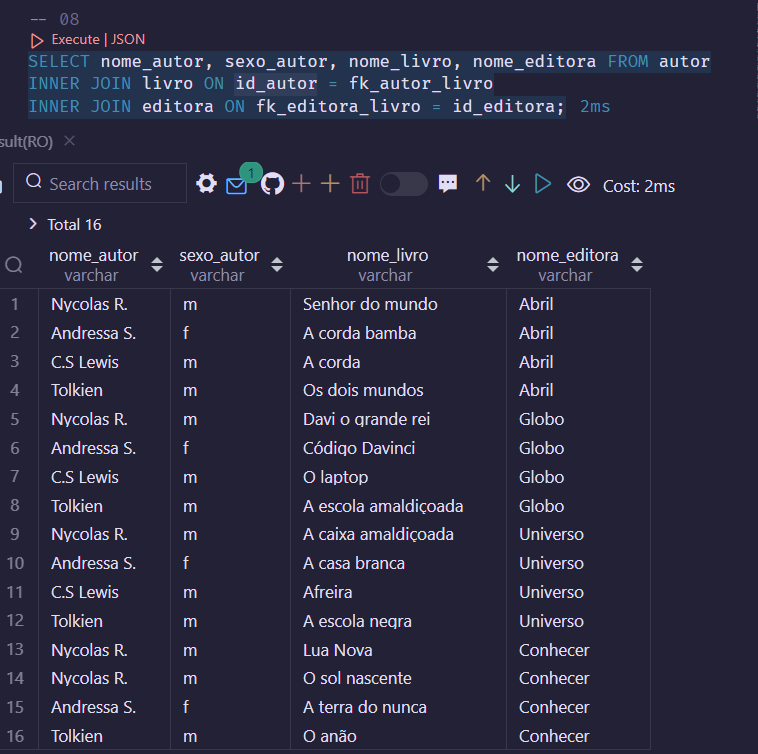 -- 08
Execute | JSON
SELECT nome_autor, sexo_autor, nome_livro, nome_editora FROM autor
INNER JOIN livro ON id_autor = fk_autor_livro
INNER JOIN editora ON fk_editora_livro = id_editora; 2ms
sult(RO)
Search results 1 Cost: 2ms
Total 16
nome_autor sexo_autor nome_livro nome_editora
varchar varchar varchar varchar
1 Nycolas R. m Senhor do mundo Abril
2 Andressa S. f A corda bamba Abril
3 C.S Lewis m A corda Abril
4 Tolkien m Os dois mundos Abril
5 Nycolas R. m Davi o grande rei Globo
6 Andressa S. f Código Davinci Globo
7 C.S Lewis m O laptop Globo
8 Tolkien m A escola amaldiçoada Globo
9 Nycolas R. m A caixa amaldiçoada Universo
10 Andressa S. f A casa branca Universo
11 C.S Lewis m Afreira Universo
12 Tolkien m A escola negra Universo
13 Nycolas R. m Lua Nova Conhecer
14 Nycolas R. m O sol nascente Conhecer
15 Andressa S. f A terra do nunca Conhecer
16 Tolkien m O anão Conhecer